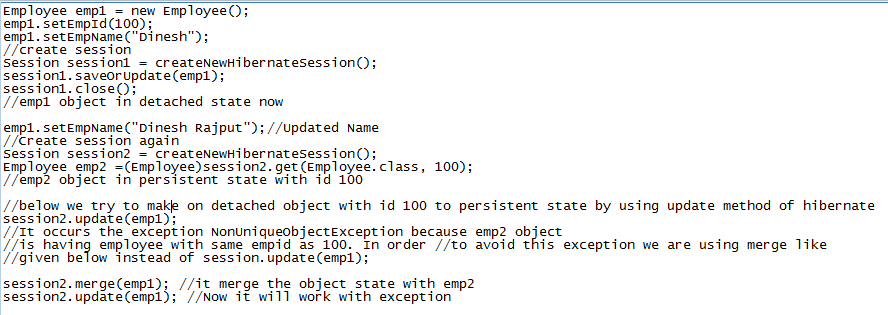 Employee emp1 = new Employee();
emp1.setEmpId(100);
emp1.setEmpName("Dinesh");
//create session
Session session1 = createNewHibernateSession();
session1.saveOrUpdate(emp1);
session1.close();
//emp1 object in detached state now
emp1.setEmpName("Dinesh Rajput");//Updated Name
//Create session again
Session session2 = createNewHibernateSession();
Employee emp2 =(Employee)session2.get(Employee.class, 100);
//emp2 object in persistent state with id 100
//below we try to make on detached object with id 100 to persistent state by using update method of hibernate
session2.update(emp1);
//It occurs the exception NonUniqueObjectException because emp2 object
//is having employee with same empid as 100. In order //to avoid this exception we are using merge like
//given below instead of session.update(emp1);
session2.merge(emp1); //it merge the object state with emp2
session2.update(emp1); //Now it will work with exception